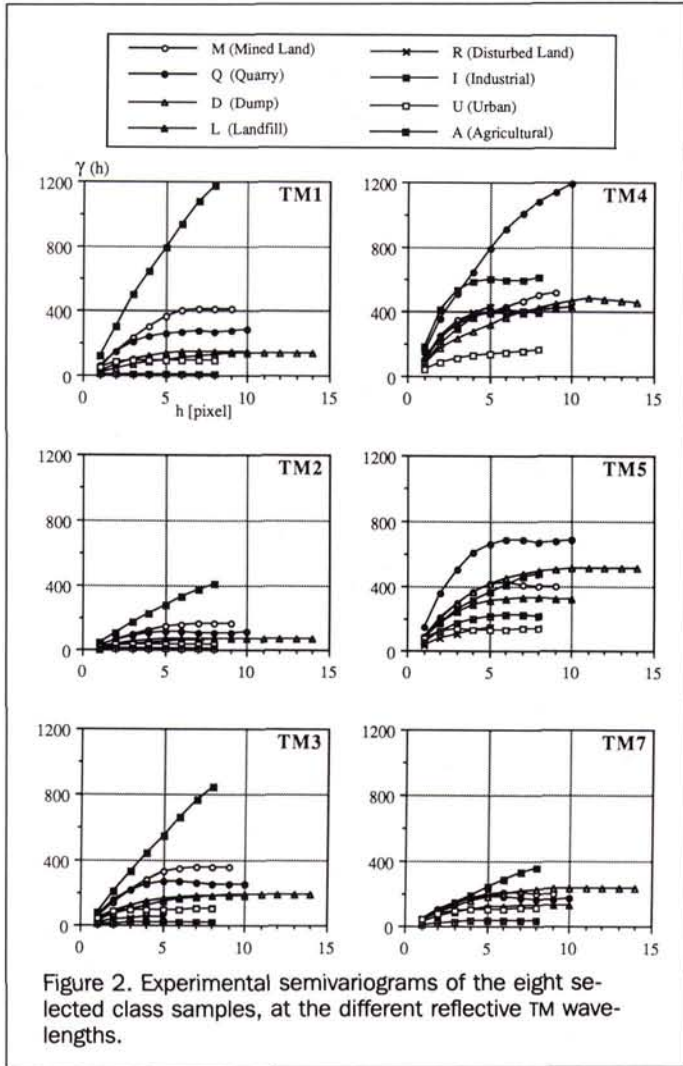 M (Mined Land)
Q (Quarry)
D (Dump)
L (Landfill)
R (Disturbed Land)
I (Industrial)
U (Urban)
A (Agricultural)
γ (h)
1200
800
400
0
TM1
0 5 10 15
h [pixel]
1200
800
400
0
TM4
0 5 10 15
1200
800
400
0
TM2
0 5 10 15
1200
800
400
0
TM5
0 5 10 15
1200
800
400
0
TM3
0 5 10 15
1200
800
400
0
TM7
0 5 10 15
Figure 2. Experimental semivariograms of the eight se-
lected class samples, at the different reflective TM wave-
lengths.